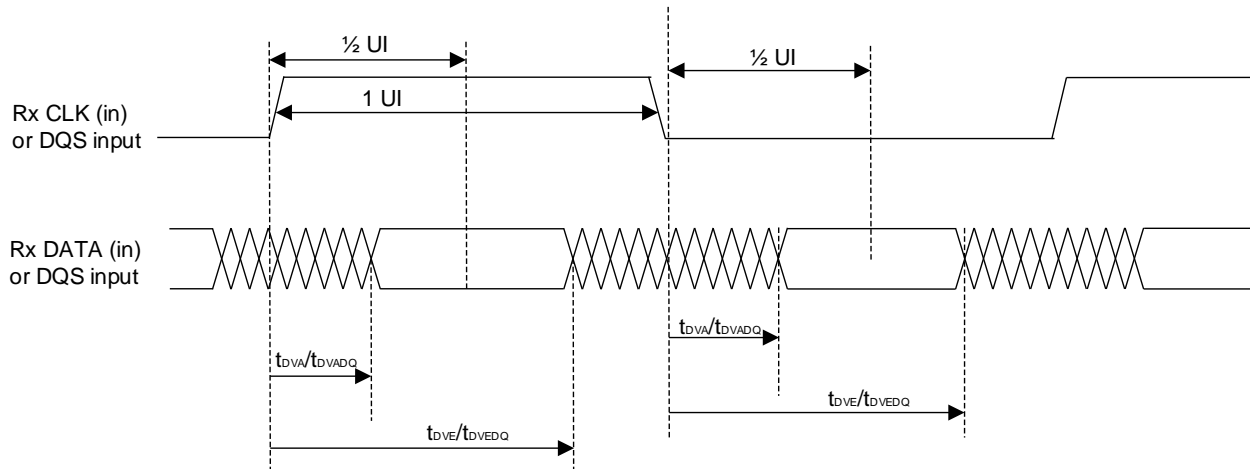 ½ UI
½ UI
1 UI
Rx CLK (in)
or DQS input
Rx DATA (in)
or DQS input
tDVA/tDVADQ
tDVA/tDVADQ
tDVE/tDVEDQ
tDVE/tDVEDQ